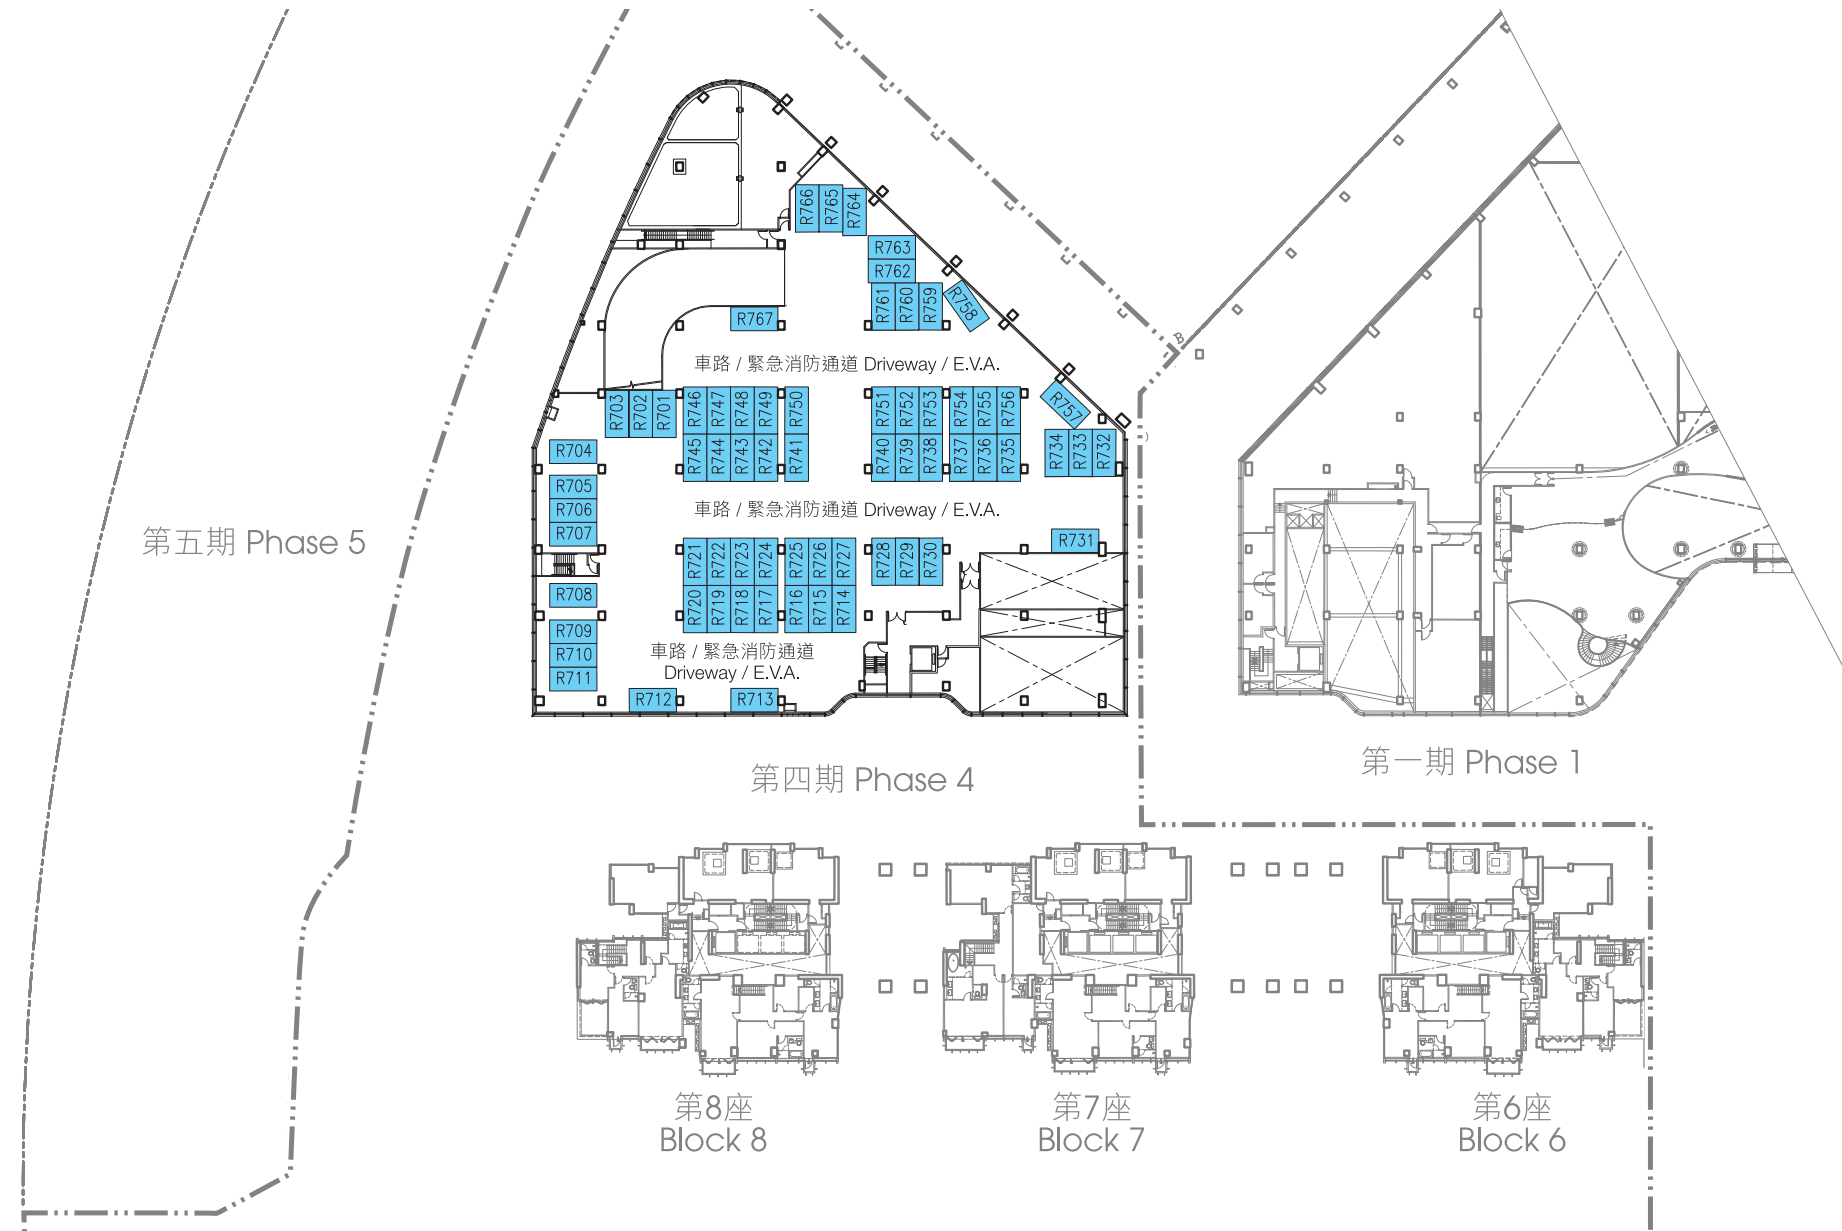 R766 R765 R764
R763
R762
R761 R760 R759 R758
R767
車路 / 緊急消防通道 Driveway / E.V.A.
R703 R702 R701 R746 R747 R748 R749 R750 R751 R752 R753 R754 R755 R756 R757
R745 R744 R743 R742 R741 R740 R739 R738 R737 R736 R735 R734 R733 R732
R704
R705
R706
R707
車路 / 緊急消防通道 Driveway / E.V.A.
第五期 Phase 5
R731
R721 R722 R723 R724 R725 R726 R727 R728 R729 R730
R720 R719 R718 R717 R716 R715 R714
R708
R709
R710
R711
車路 / 緊急消防通道
Driveway / E.V.A.
R712 R713
第四期 Phase 4
第一期 Phase 1
第8座
Block 8
第7座
Block 7
第6座
Block 6